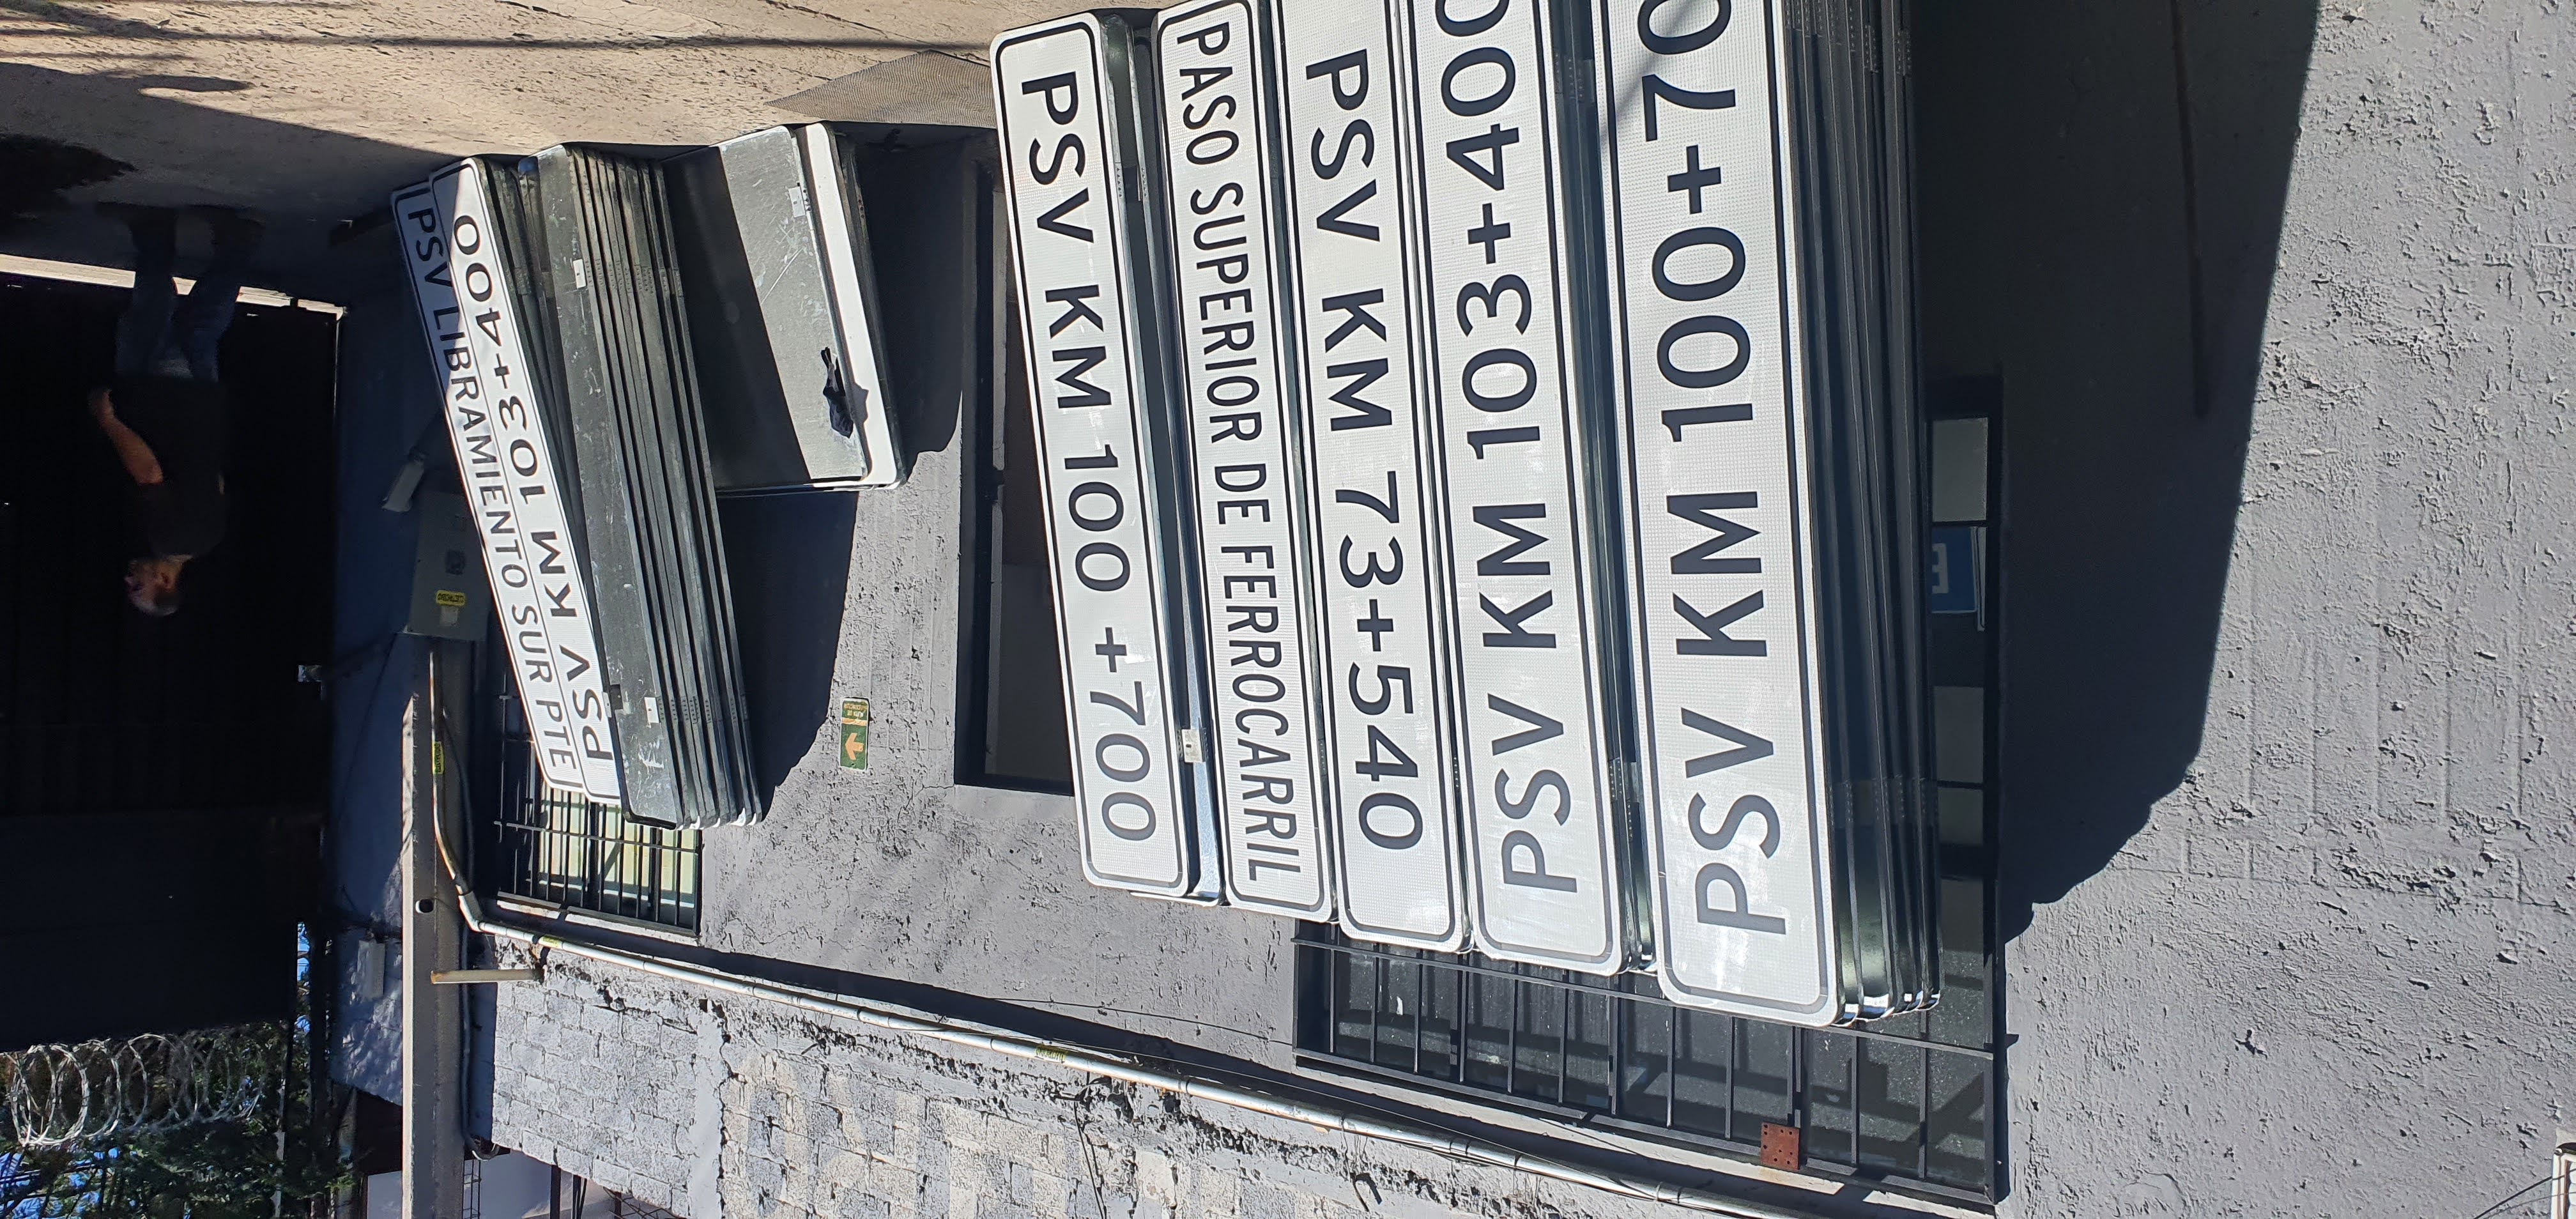 PSV LIBRAMIENTO SUR PTE
PSV KM 103+400
PSV KM 100 +700
PASO SUPERIOR DE FERROCARRIL
PSV KM 73+540
PSV KM 103+400
PSV KM 100+70